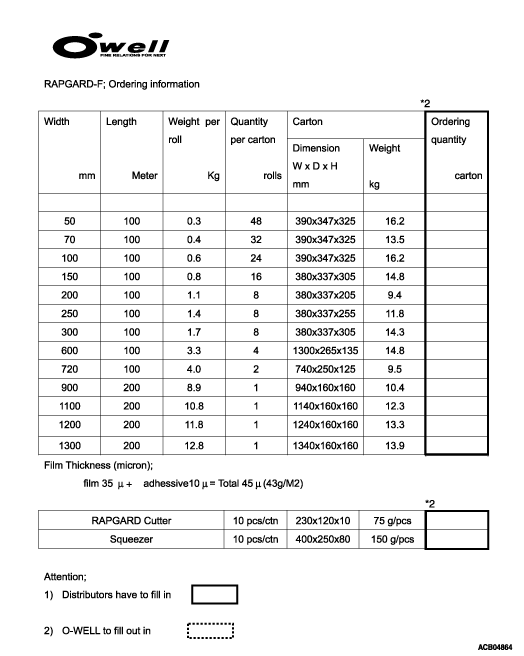 O'well
FINE RELATIONS FOR NEXT
RAPGARD-F; Ordering information
*2
Width Length Weight per roll Quantity per carton Carton Ordering quantity
Dimension W x D x H mm Weight kg
mm Meter Kg rolls carton
50 100 0.3 48 390x347x325 16.2
70 100 0.4 32 390x347x325 13.5
100 100 0.6 24 390x347x325 16.2
150 100 0.8 16 380x337x305 14.8
200 100 1.1 8 380x337x205 9.4
250 100 1.4 8 380x337x255 11.8
300 100 1.7 8 380x337x305 14.3
600 100 3.3 4 1300x265x135 14.8
720 100 4.0 2 740x250x125 9.5
900 200 8.9 1 940x160x160 10.4
1100 200 10.8 1 1140x160x160 12.3
1200 200 11.8 1 1240x160x160 13.3
1300 200 12.8 1 1340x160x160 13.9
Film Thickness (micron);
film 35 μ + adhessive10 μ = Total 45 μ (43g/M2)
*2
RAPGARD Cutter 10 pcs/ctn 230x120x10 75 g/pcs
Squeezer 10 pcs/ctn 400x250x80 150 g/pcs
Attention;
1) Distributors have to fill in
2) O-WELL to fill out in
ACB04864